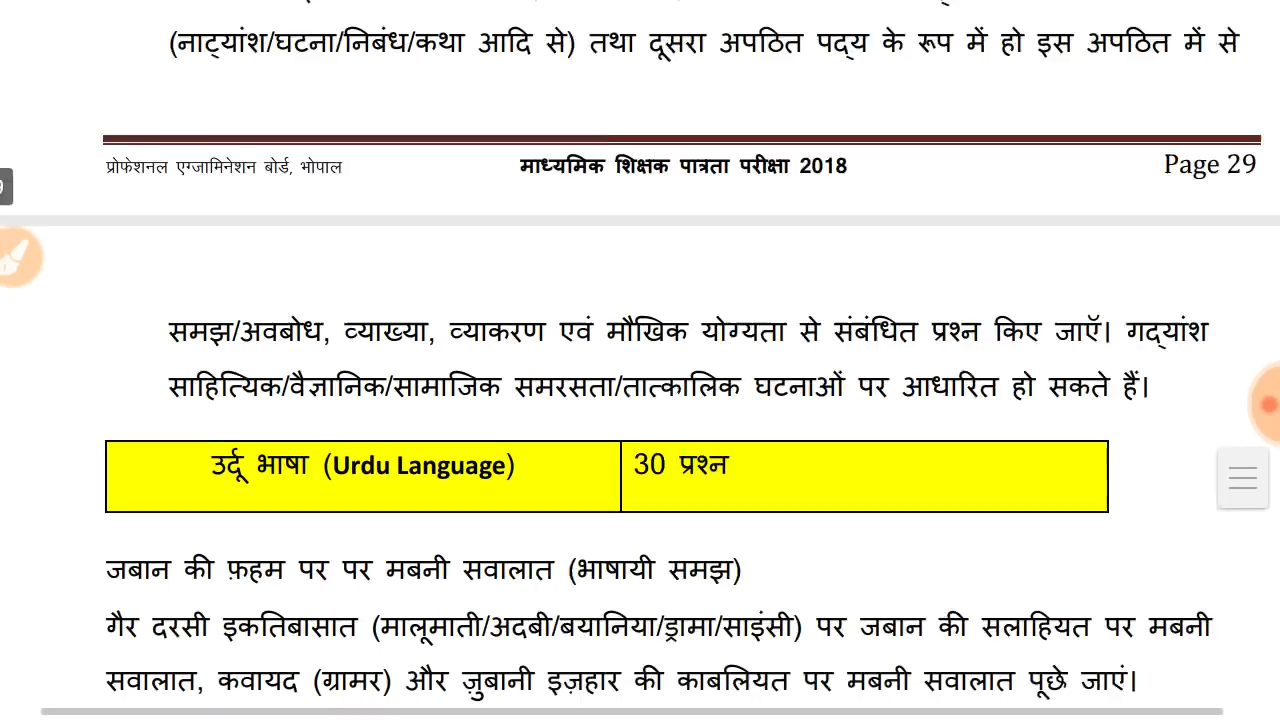 (नाट्यांश/घटना/निबंध/कथा आदि से) तथा दूसरा अपठित पद्य के रूप में हो इस अपठित में से
प्रोफेशनल एग्जामिनेशन बोर्ड, भोपाल माध्यमिक शिक्षक पात्रता परीक्षा 2018 Page 29
समझ/अवबोध, व्याख्या, व्याकरण एवं मौखिक योग्यता से संबंधित प्रश्न किए जाऍ। गद्यांश
साहित्यिक/वैज्ञानिक/सामाजिक समरसता/तात्कालिक घटनाओं पर आधारित हो सकते हैं।
उर्दू भाषा (Urdu Language) 30 प्रश्न
जबान की फ़हम पर पर मबनी सवालात (भाषायी समझ)
गैर दरसी इकतिबासात (मालूमाती/अदबी/बयानिया/ड्रामा/साइंसी) पर जबान की सलाहियत पर मबनी
सवालात, कवायद (ग्रामर) और ज़ुबानी इज़हार की काबलियत पर मबनी सवालात पूछे जाएं।